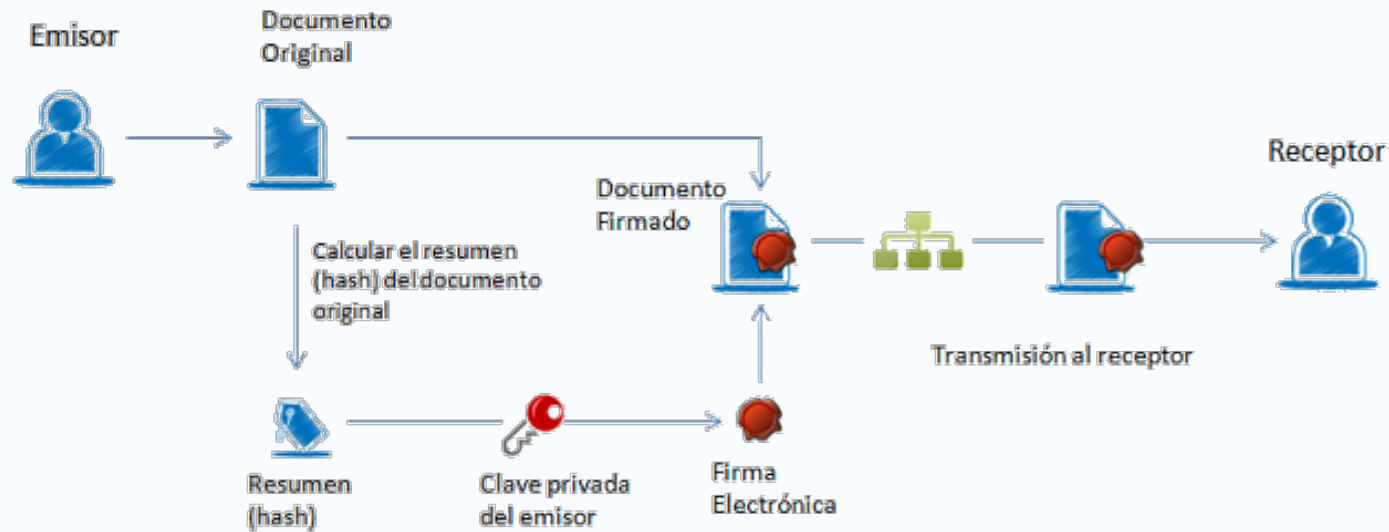 Emisor
Documento
Original
Receptor
Documento
Firmado
Calcular el resumen
(hash) del documento
original
Transmisión al receptor
Resumen
(hash)
Clave privada
del emisor
Firma
Electrónica